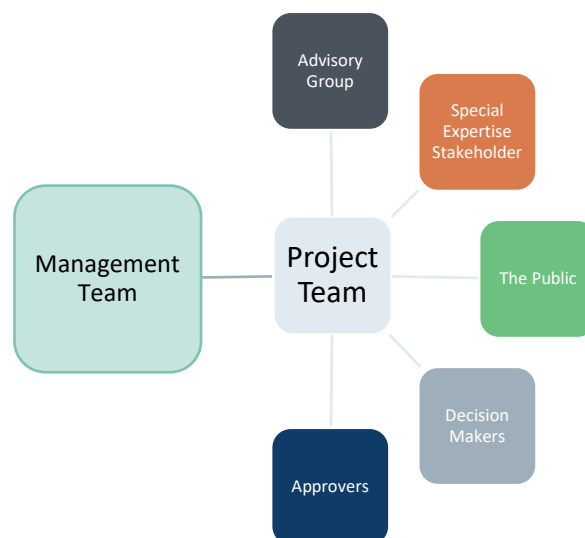 Advisory
Group
Special
Expertise
Stakeholder
Management
Team
Project
Team
The Public
Decision
Makers
Approvers